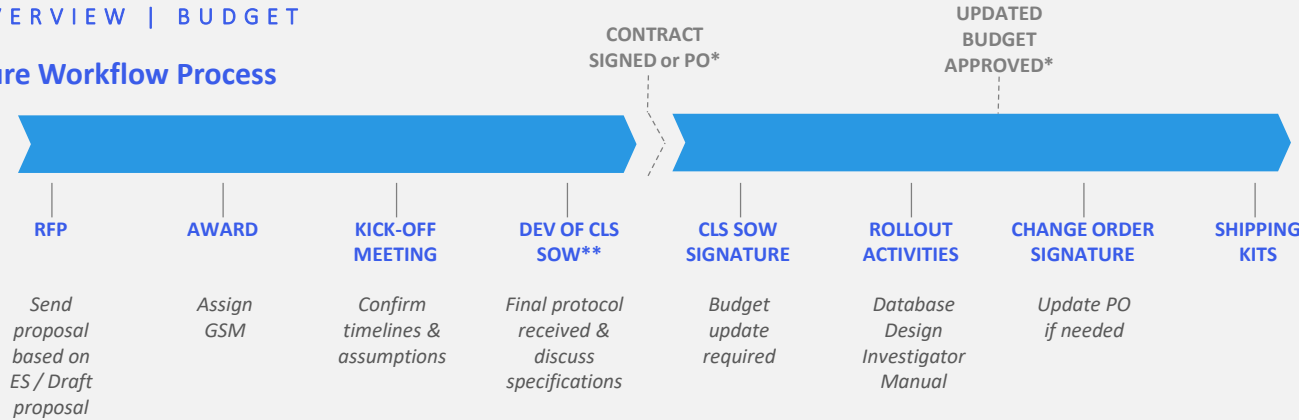 VERVIEW | BUDGET
ure Workflow Process
CONTRACT
SIGNED or PO*
UPDATED
BUDGET
APPROVED*
RFP
Send
proposal
based on
ES / Draft
proposal
AWARD
Assign
GSM
KICK-OFF
MEETING
Confirm
timelines &
assumptions
DEV OF CLS
SOW**
Final protocol
received &
discuss
specifications
CLS SOW
SIGNATURE
Budget
update
required
ROLLOUT
ACTIVITIES
Database
Design
Investigator
Manual
CHANGE ORDER
SIGNATURE
Update PO
if needed
SHIPPING
KITS